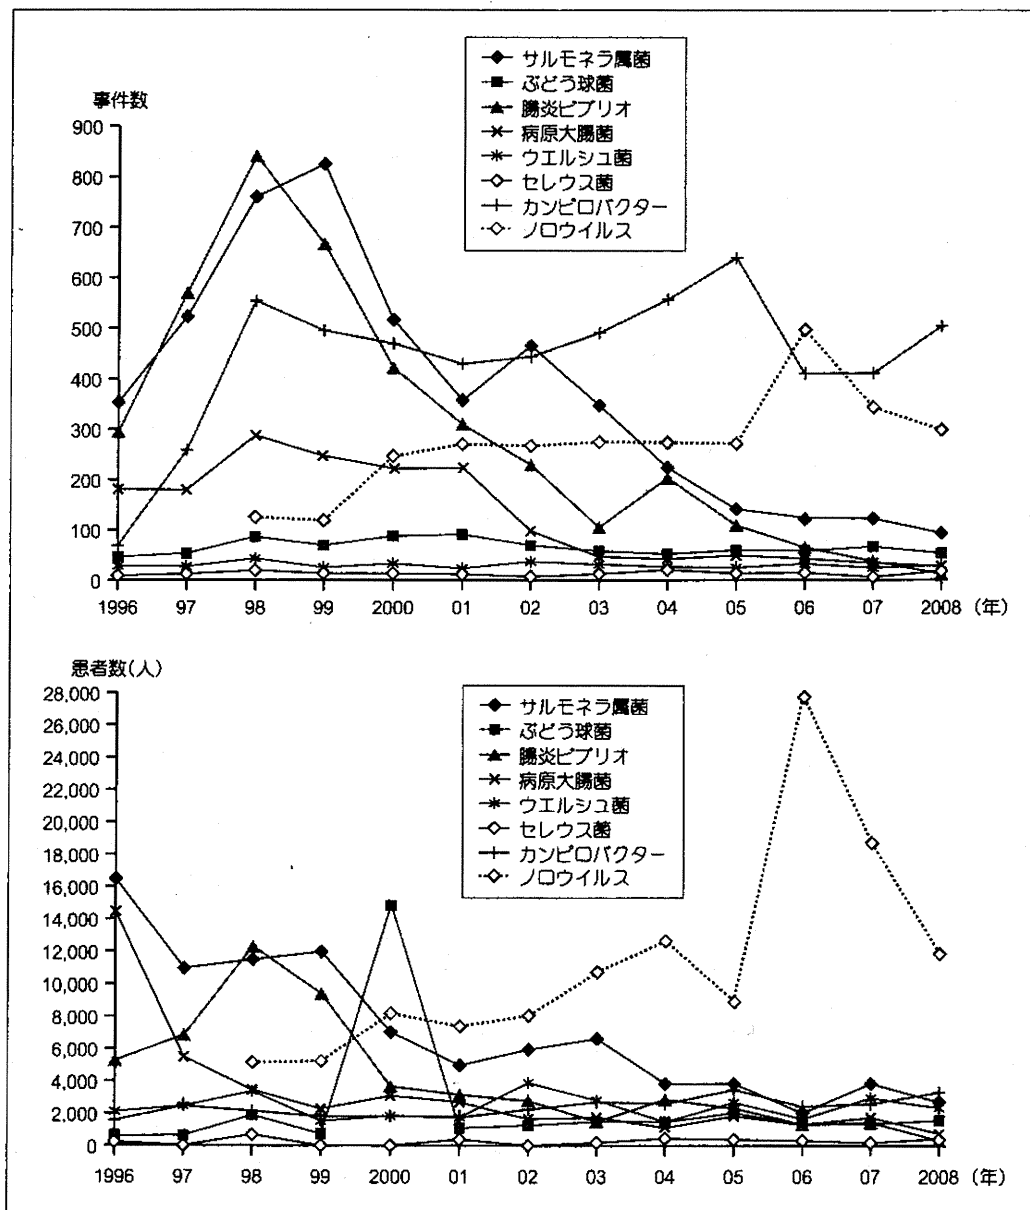 事件数
サルモネラ属菌
ぶどう球菌
腸炎ビブリオ
病原大腸菌
ウエルシュ菌
セレウス菌
カンピロバクター
ノロウイルス
900
800
700
600
500
400
300
200
100
0
1996 97 98 99 2000 01 02 03 04 05 06 07 2008 (年)
患者数(人)
サルモネラ属菌
ぶどう球菌
腸炎ビブリオ
病原大腸菌
ウエルシュ菌
セレウス菌
カンピロバクター
ノロウイルス
28,000
26,000
24,000
22,000
20,000
18,000
16,000
14,000
12,000
10,000
8,000
6,000
4,000
2,000
0
1996 97 98 99 2000 01 02 03 04 05 06 07 2008 (年)